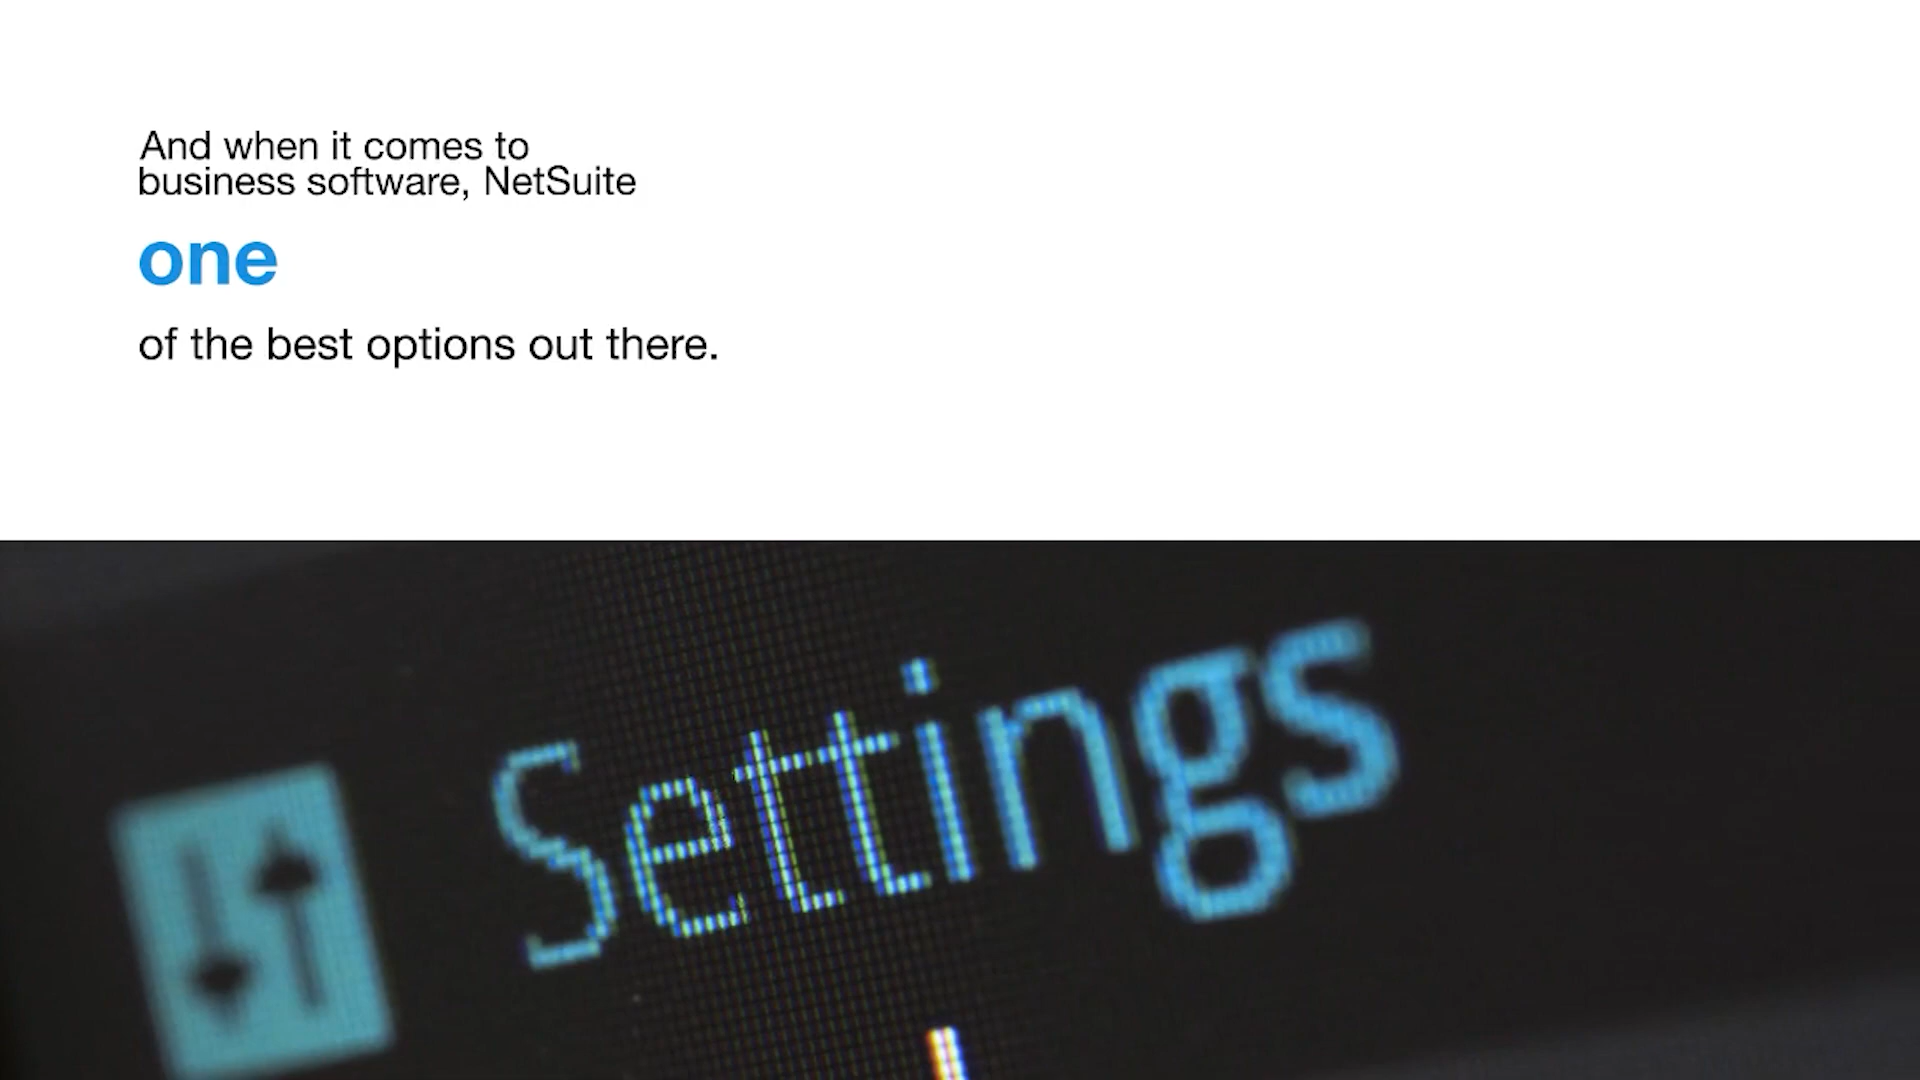 And when it comes to
business software, NetSuite
one
of the best options out there.
Settings